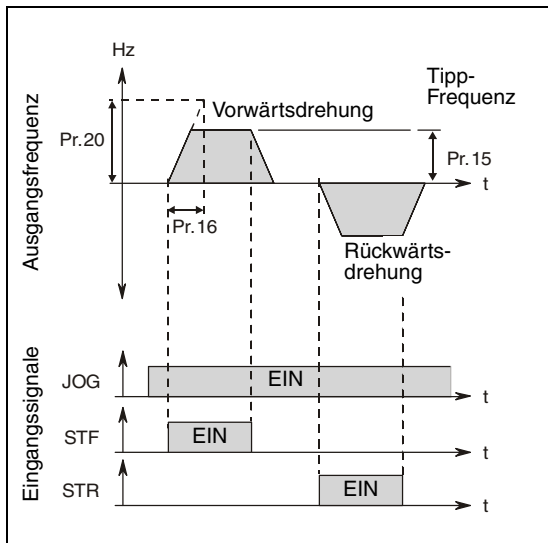 Hz
Ausgangsfrequenz
Tipp-
Frequenz
Vorwärtsdrehung
Pr.20
Pr.15
t
Pr.16
Rückwärts-
drehung
Eingangssignale
JOG
EIN
t
STF
EIN
t
STR
EIN
t